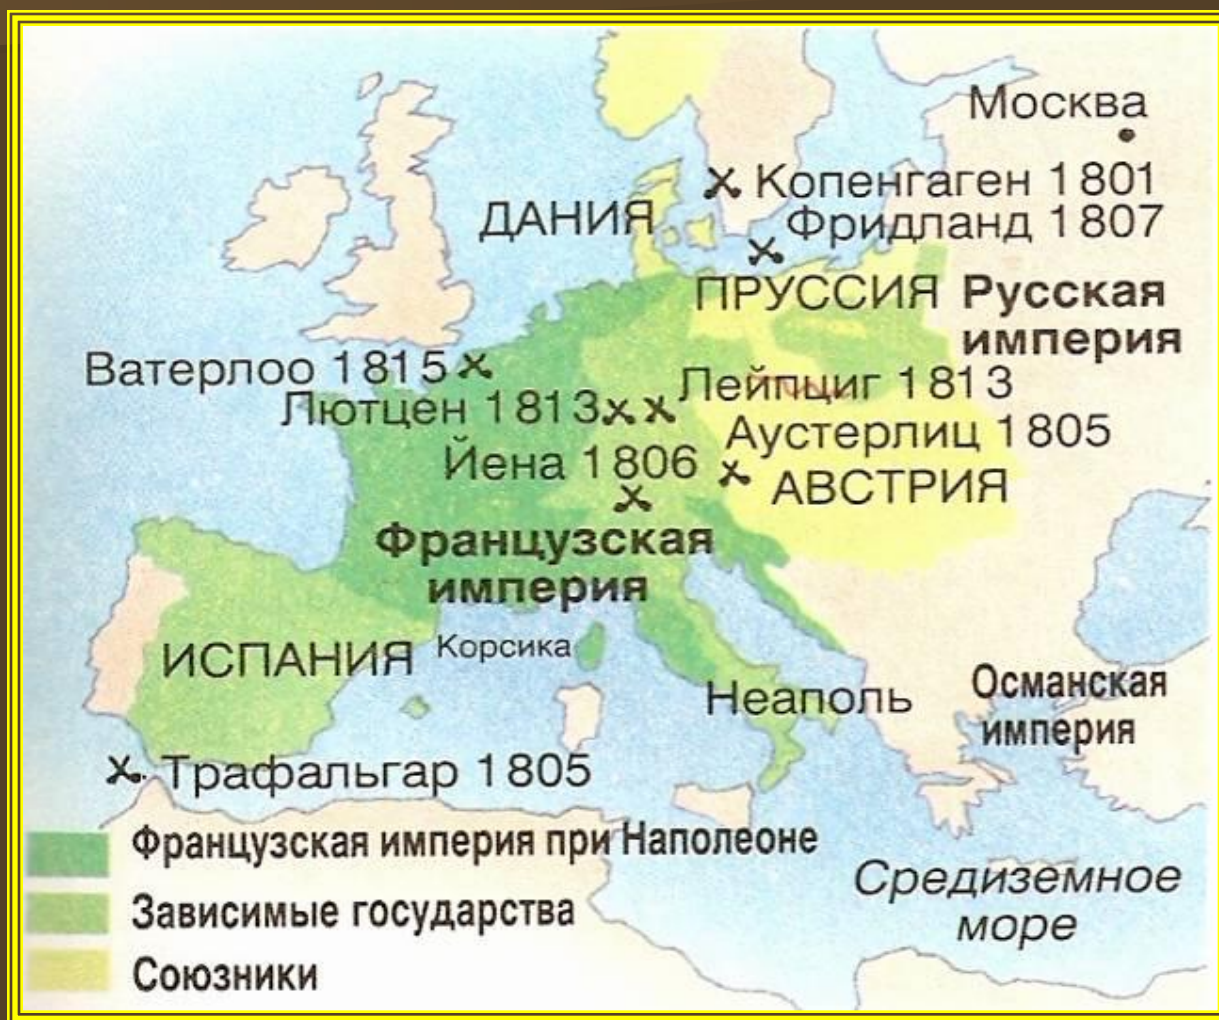 Москва
Копенгаген 1801
ДАНИЯ
Фридланд 1807
ПРУССИЯ
Русская
империя
Ватерлоо 1815
Лейпциг 1813
Лютцен 1813
Аустерлиц 1805
Йена 1806
АВСТРИЯ
Французская
империя
Корсика
ИСПАНИЯ
Неаполь
Османская
империя
Трафальгар 1805
Французская империя при Наполеоне
Зависимые государства
Союзники
Средиземное
море